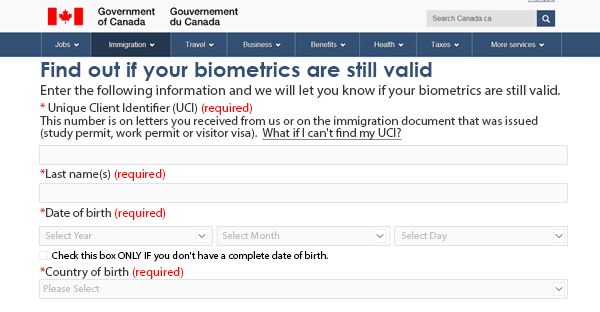 Government of Canada
Gouvernement du Canada
Search Canada.ca
Jobs Immigration Travel Business Benefits Health Taxes More services
Find out if your biometrics are still valid
Enter the following information and we will let you know if your biometrics are still valid.
* Unique Client Identifier (UCI) (required)
This number is on letters you received from us or on the immigration document that was issued
(study permit, work permit or visitor visa). What if I can't find my UCI?
*Last name(s) (required)
*Date of birth (required)
Select Year Select Month Select Day
Check this box ONLY IF you don't have a complete date of birth.
*Country of birth (required)
Please Select